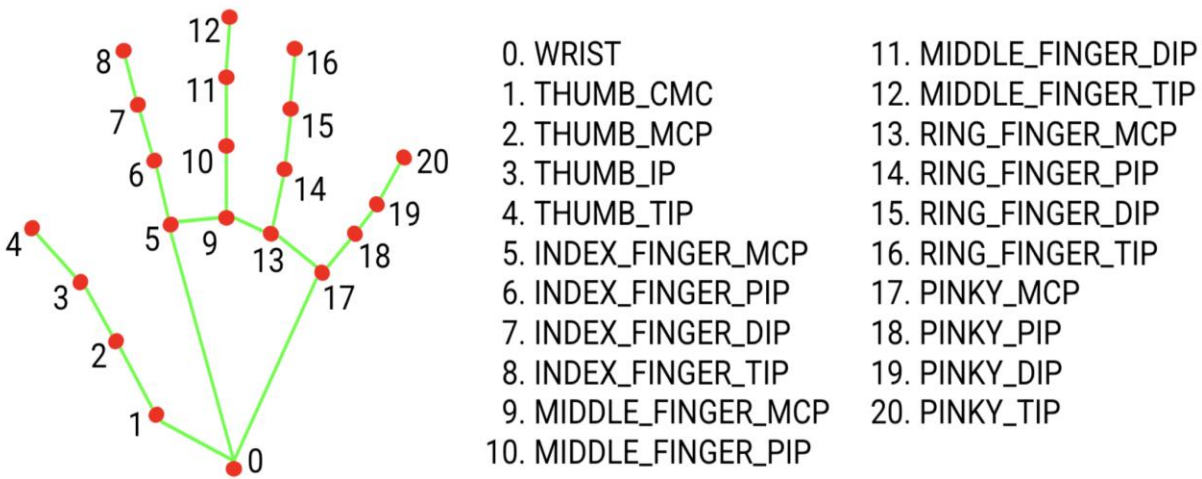 12
8
16
11
7
15
10
20
6
14
19
4
5
9
13
18
3
17
2
1
0
0. WRIST
1. THUMB_CMC
2. THUMB_MCP
3. THUMB_IP
4. THUMB_TIP
5. INDEX_FINGER_MCP
6. INDEX_FINGER_PIP
7. INDEX_FINGER_DIP
8. INDEX_FINGER_TIP
9. MIDDLE_FINGER_MCP
10. MIDDLE_FINGER_PIP
11. MIDDLE_FINGER_DIP
12. MIDDLE_FINGER_TIP
13. RING_FINGER_MCP
14. RING_FINGER_PIP
15. RING_FINGER_DIP
16. RING_FINGER_TIP
17. PINKY_MCP
18. PINKY_PIP
19. PINKY_DIP
20. PINKY_TIP